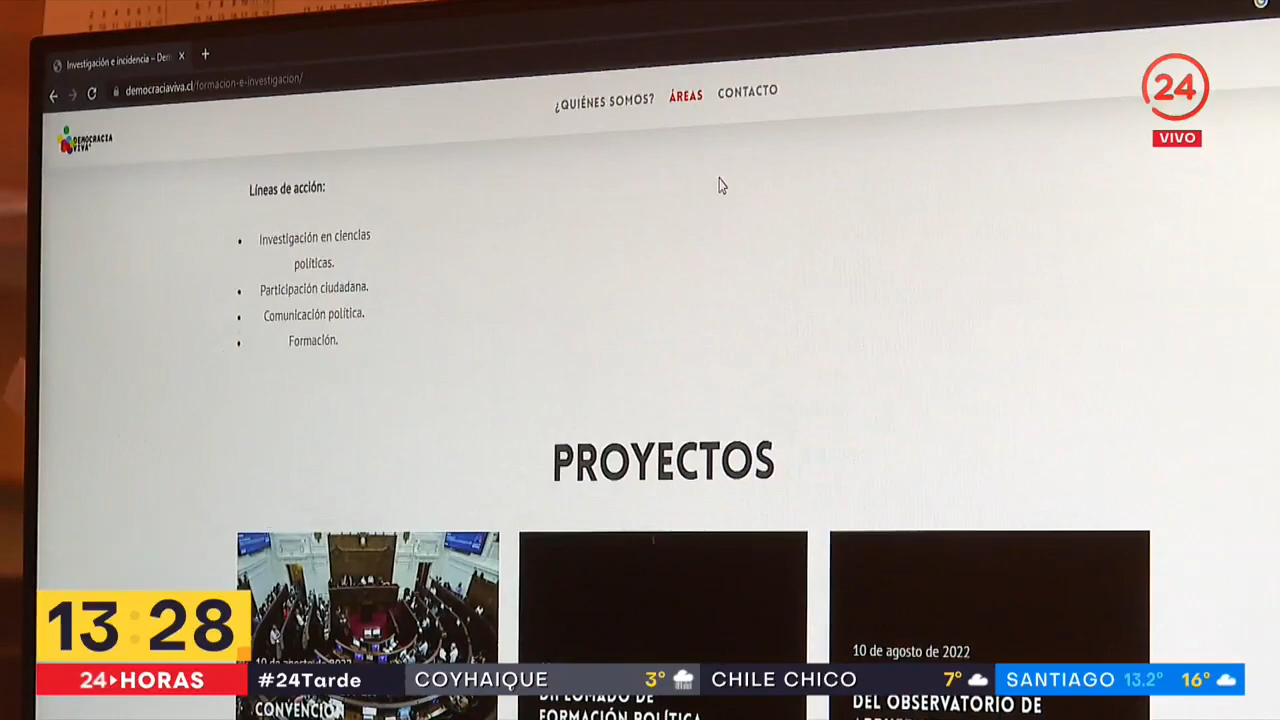 Investigación e incidencia – Dem
democraciaviva.cl/formacion-e-investigacion/
DEMOCRACIA
VIVA
¿QUIÉNES SOMOS? ÁREAS CONTACTO
24
VIVO
Líneas de acción:
• Investigación en ciencias
políticas.
• Participación ciudadana.
• Comunicación política.
• Formación.
PROYECTOS
10 de agosto de 2022
CONVENCIÓN
DIPLOMADO DE
FORMACIÓN POLÍTICA
10 de agosto de 2022
DEL OBSERVATORIO DE
13:28
24 HORAS #24Tarde COYHAIQUE 3° CHILE CHICO 7° SANTIAGO 13.2° 16°